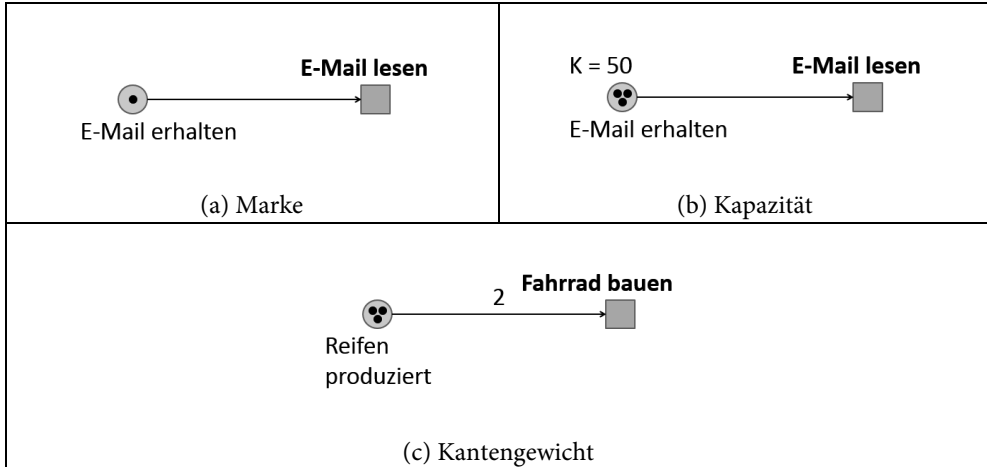 E-Mail lesen
E-Mail erhalten
(a) Marke
K = 50
E-Mail lesen
E-Mail erhalten
(b) Kapazität
Fahrrad bauen
2
Reifen
produziert
(c) Kantengewicht